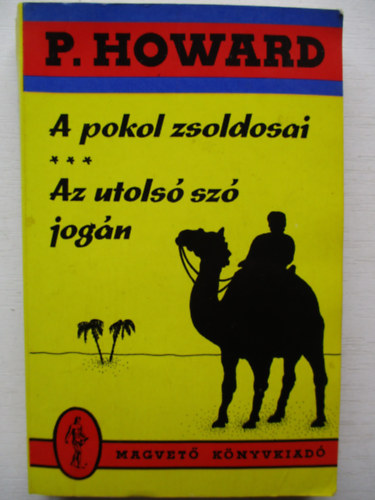 P. HOWARD
A pokol zsoldosai
***
Az utolsó szó
jogán
MAGVETŐ KÖNYVKIADÓ